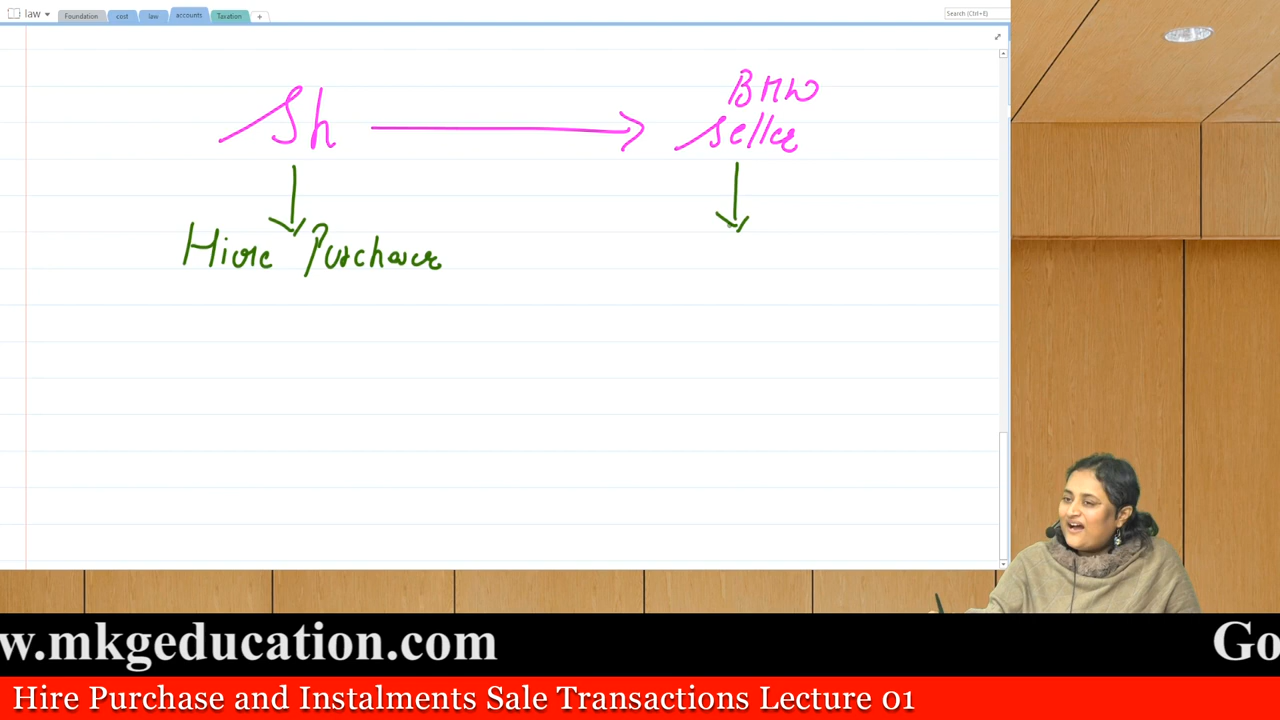 law
Foundation
cost
law
accounts
Taxation
+
Search (Ctrl+E)
BMW
Sh
seller
Hire Purchaser
w.mkgeducation.com
Go
Hire Purchase and Instalments Sale Transactions Lecture 01